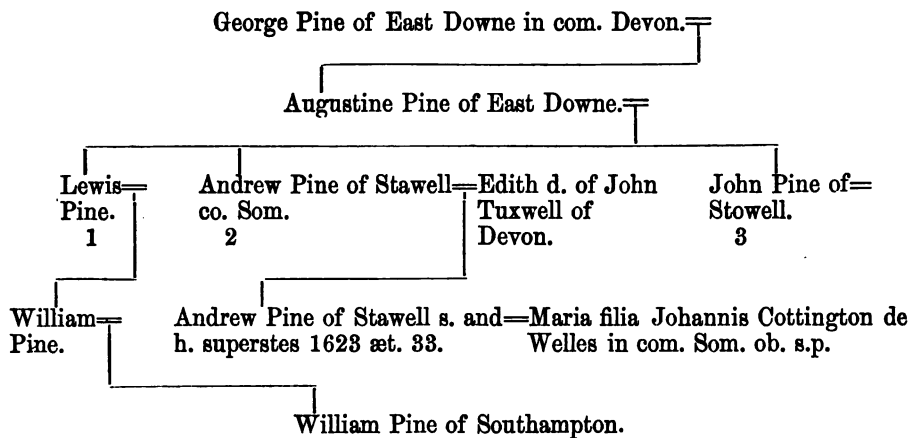 George Pine of East Downe in com. Devon.
Augustine Pine of East Downe.
Lewis Andrew Pine of Stawell Edith d. of John John Pine of
Pine. co. Som. Tuxwell of Stowell.
1 2 Devon. 3
William Andrew Pine of Stawell s. and Maria filia Johannis Cottington de
Pine. h. superstes 1623 æt. 33. Welles in com. Som. ob. s.p.
William Pine of Southampton.